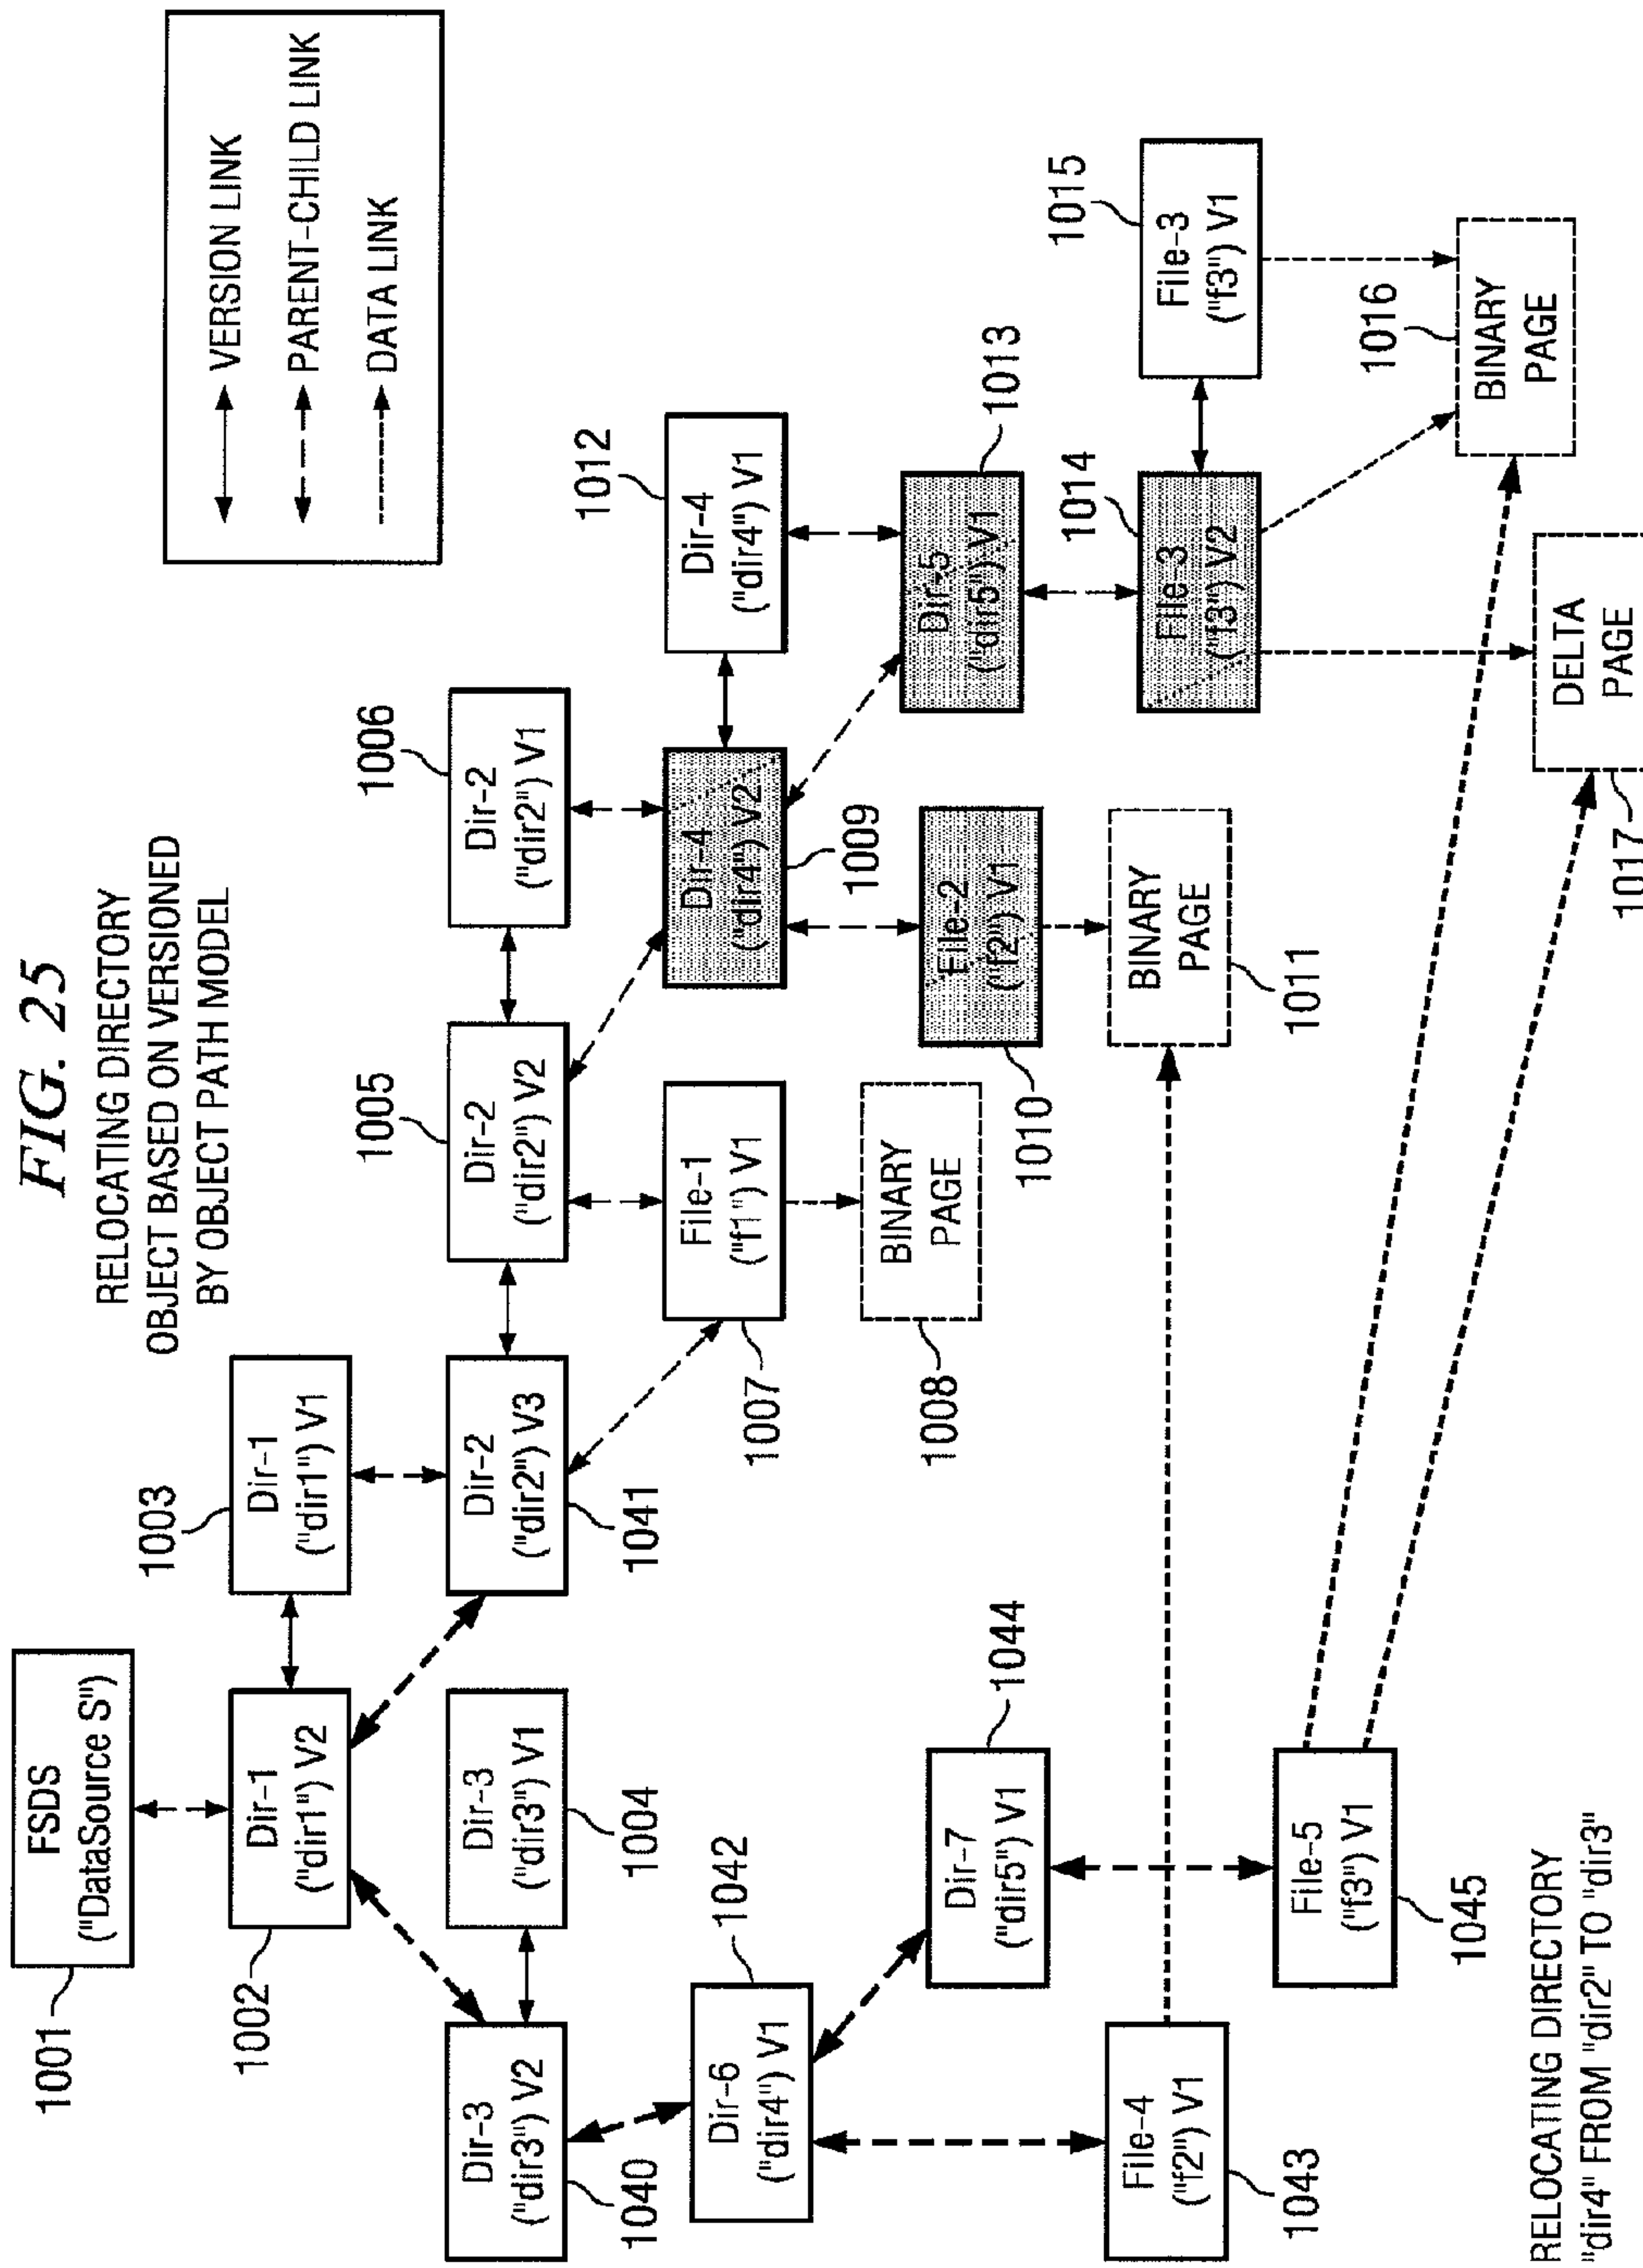 FIG. 25
RELOCATING DIRECTORY
OBJECT BASED ON VERSIONED
BY OBJECT PATH MODEL
VERSION LINK
PARENT-CHILD LINK
DATA LINK
1001
FSDS
("DataSource S")
1002
Dir-1
("dir1") V2
1003
Dir-1
("dir1") V1
1040
Dir-3
("dir3") V2
1004
Dir-3
("dir3") V1
1041
Dir-2
("dir2") V3
1005
Dir-2
("dir2") V2
1006
Dir-2
("dir2") V1
1042
Dir-6
("dir4") V1
1007
File-1
("f1") V1
1009
Dir-4
("dir4") V2
1012
Dir-4
("dir4") V1
1044
Dir-7
("dir5") V1
1008
BINARY
PAGE
1010
File-2
("f2") V1
1013
Dir-5
("dir5") V1
1043
File-4
("f2") V1
1011
BINARY
PAGE
1014
File-3
("f3") V2
1015
File-3
("f3") V1
1045
File-5
("f3") V1
1016
BINARY
PAGE
1017
DELTA
PAGE
RELOCATING DIRECTORY
"dir4" FROM "dir2" TO "dir3"